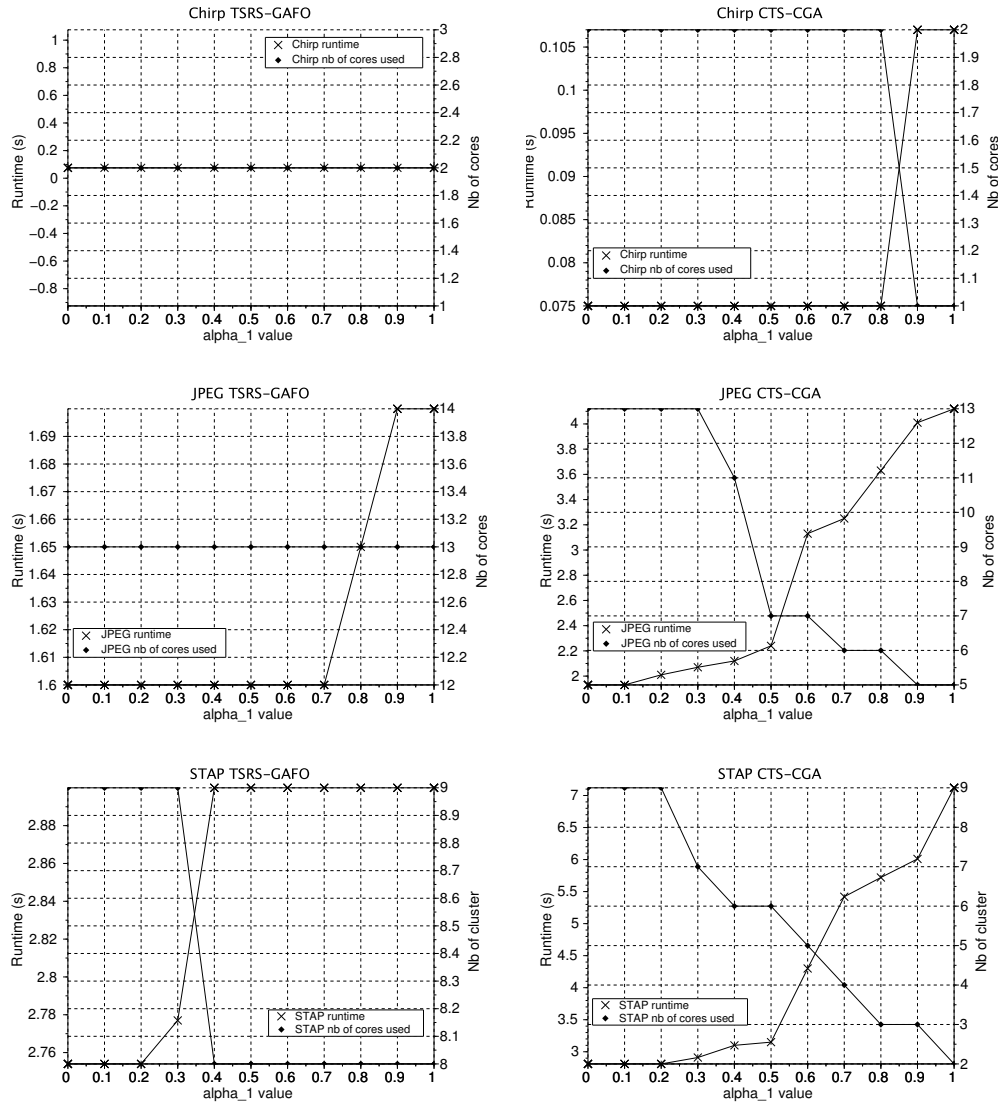 Chirp TSRS-GAFO
Runtime (s)
1
0.8
0.6
0.4
0.2
0
−0.2
−0.4
−0.6
−0.8
Chirp runtime
Chirp nb of cores used
3
2.8
2.6
2.4
2.2
2
1.8
1.6
1.4
1.2
1
Nb of cores
0 0.1 0.2 0.3 0.4 0.5 0.6 0.7 0.8 0.9 1
alpha_1 value
Chirp CTS-CGA
Runtime (s)
0.105
0.1
0.095
0.09
0.085
0.08
0.075
Chirp runtime
Chirp nb of cores used
2
1.9
1.8
1.7
1.6
1.5
1.4
1.3
1.2
1.1
1
Nb of cores
0 0.1 0.2 0.3 0.4 0.5 0.6 0.7 0.8 0.9 1
alpha_1 value
JPEG TSRS-GAFO
Runtime (s)
1.69
1.68
1.67
1.66
1.65
1.64
1.63
1.62
1.61
1.6
JPEG runtime
JPEG nb of cores used
14
13.8
13.6
13.4
13.2
13
12.8
12.6
12.4
12.2
12
Nb of cores
0 0.1 0.2 0.3 0.4 0.5 0.6 0.7 0.8 0.9 1
alpha_1 value
JPEG CTS-CGA
Runtime (s)
4
3.8
3.6
3.4
3.2
3
2.8
2.6
2.4
2.2
2
JPEG runtime
JPEG nb of cores used
13
12
11
10
9
8
7
6
5
Nb of cores
0 0.1 0.2 0.3 0.4 0.5 0.6 0.7 0.8 0.9 1
alpha_1 value
STAP TSRS-GAFO
Runtime (s)
2.88
2.86
2.84
2.82
2.8
2.78
2.76
STAP runtime
STAP nb of cores used
9
8.9
8.8
8.7
8.6
8.5
8.4
8.3
8.2
8.1
8
Nb of cluster
0 0.1 0.2 0.3 0.4 0.5 0.6 0.7 0.8 0.9 1
alpha_1 value
STAP CTS-CGA
Runtime (s)
7
6.5
6
5.5
5
4.5
4
3.5
3
STAP runtime
STAP nb of cores used
9
8
7
6
5
4
3
2
Nb of cluster
0 0.1 0.2 0.3 0.4 0.5 0.6 0.7 0.8 0.9 1
alpha_1 value